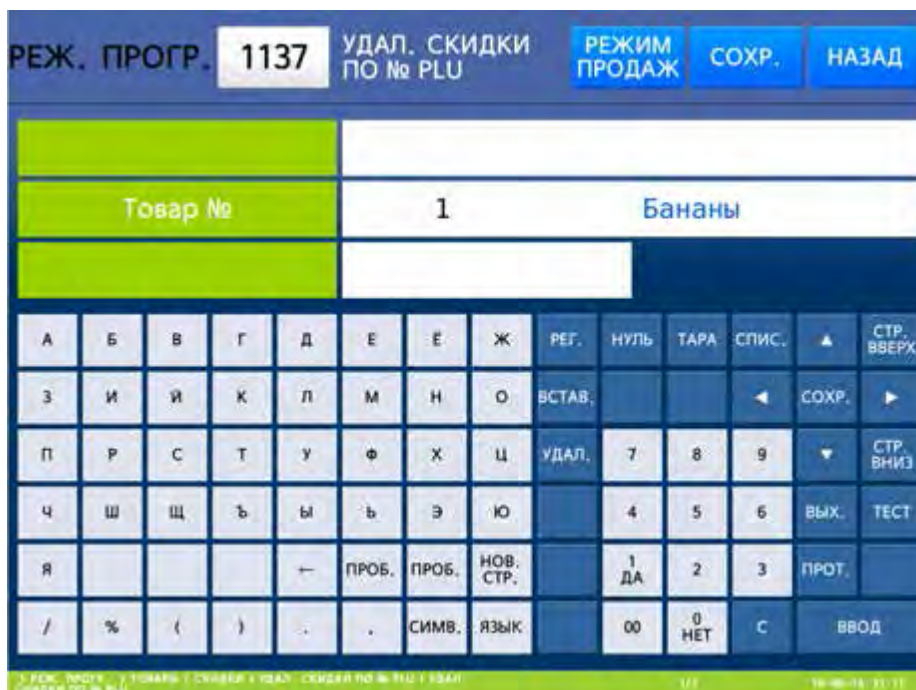 РЕЖ. ПРОГР. 1137 УДАЛ. СКИДКИ ПО № PLU РЕЖИМ ПРОДАЖ СОХР. НАЗАД
Товар № 1 Бананы
А Б В Г Д Е Ё Ж РЕГ. НУЛЬ ТАРА СПИС. ▲ СТР. ВВЕРХ
З И Й К Л М Н О ВСТАВ. ◄ СОХР. ►
П Р С Т У Ф Х Ц УДАЛ. 7 8 9 ▼ СТР. ВНИЗ
Ч Ш Щ Ъ Ы Ь Э Ю 4 5 6 ВЫХ. ТЕСТ
Я ← ПРОБ. ПРОБ. НОВ. СТР. 1 ДА 2 3 ПРОТ.
/ % ( ) . СИМВ. ЯЗЫК 00 0 НЕТ C ВВОД